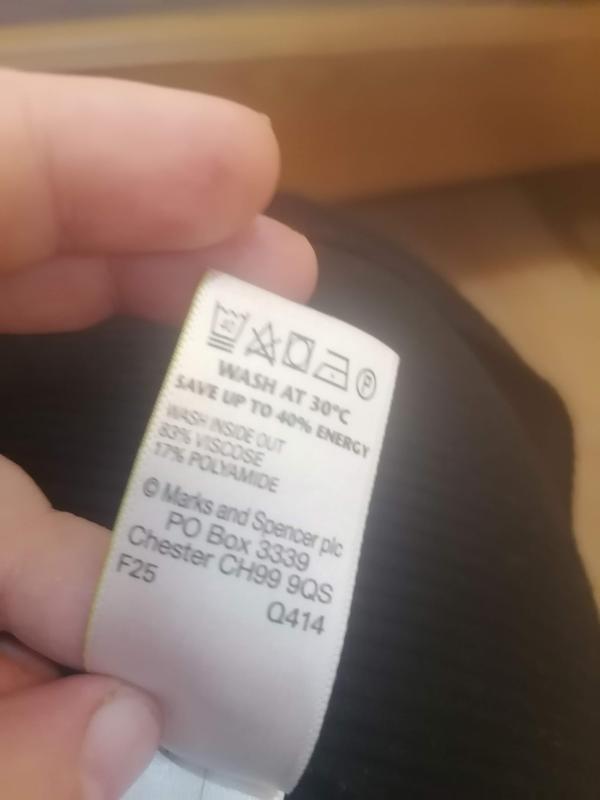 40
P
WASH AT 30°C
SAVE UP TO 40% ENERGY
WASH INSIDE OUT
83% VISCOSE
17% POLYAMIDE
© Marks and Spencer plc
PO Box 3339
Chester CH99 9QS
F25
Q414